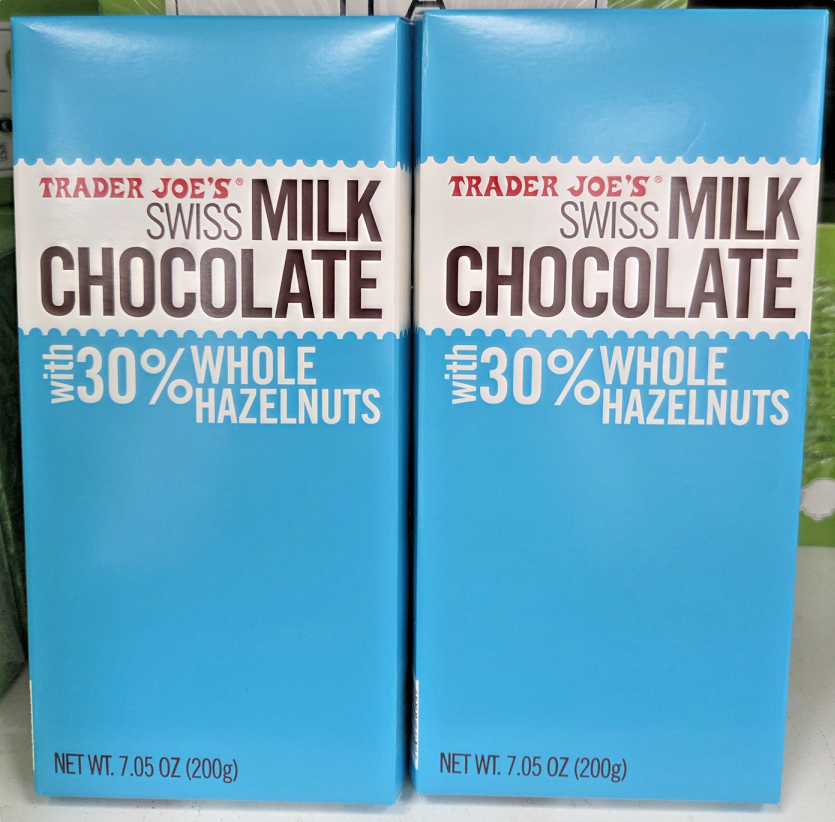 TRADER JOE'S®
SWISS MILK
CHOCOLATE
with 30% WHOLE
HAZELNUTS
NET WT. 7.05 OZ (200g)
TRADER JOE'S®
SWISS MILK
CHOCOLATE
with 30% WHOLE
HAZELNUTS
NET WT. 7.05 OZ (200g)